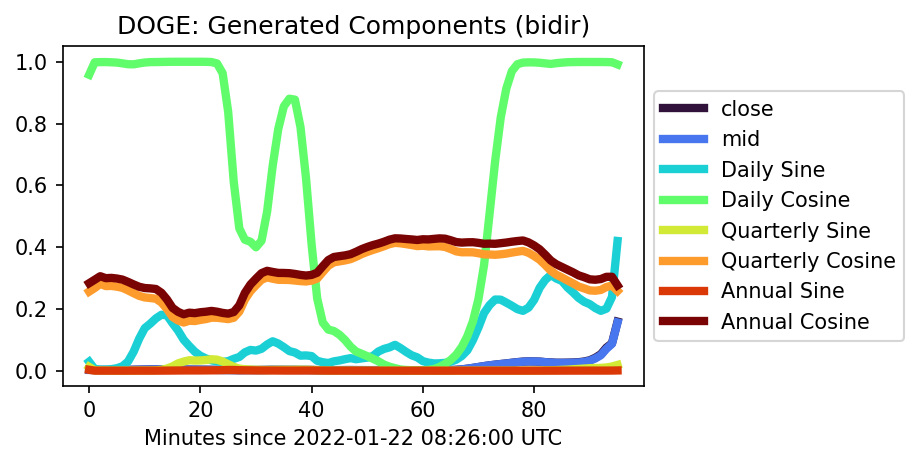 DOGE: Generated Components (bidir)
1.0
0.8
0.6
0.4
0.2
0.0
0
20
40
60
80
Minutes since 2022-01-22 08:26:00 UTC
close
mid
Daily Sine
Daily Cosine
Quarterly Sine
Quarterly Cosine
Annual Sine
Annual Cosine